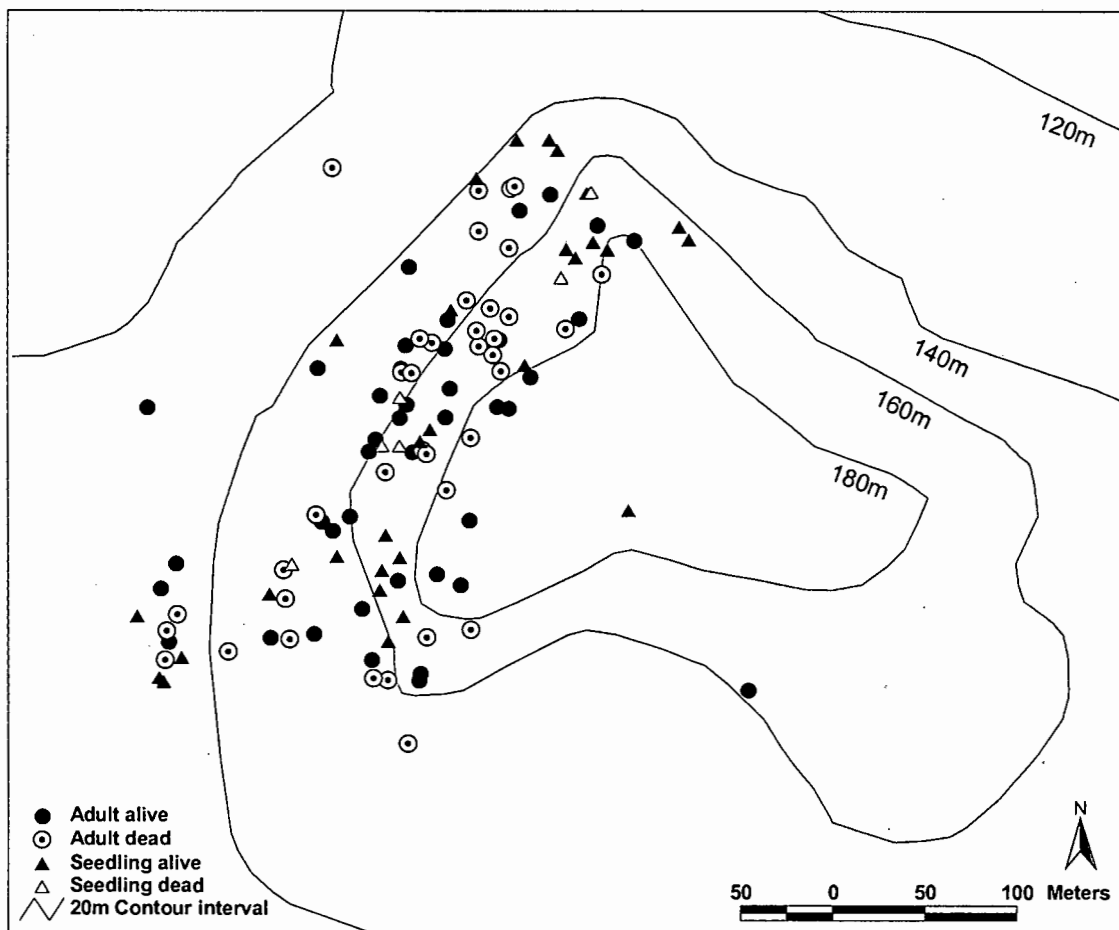 120m
140m
160m
180m
Adult alive
Adult dead
Seedling alive
Seedling dead
20m Contour interval
N
50 0 50 100 Meters